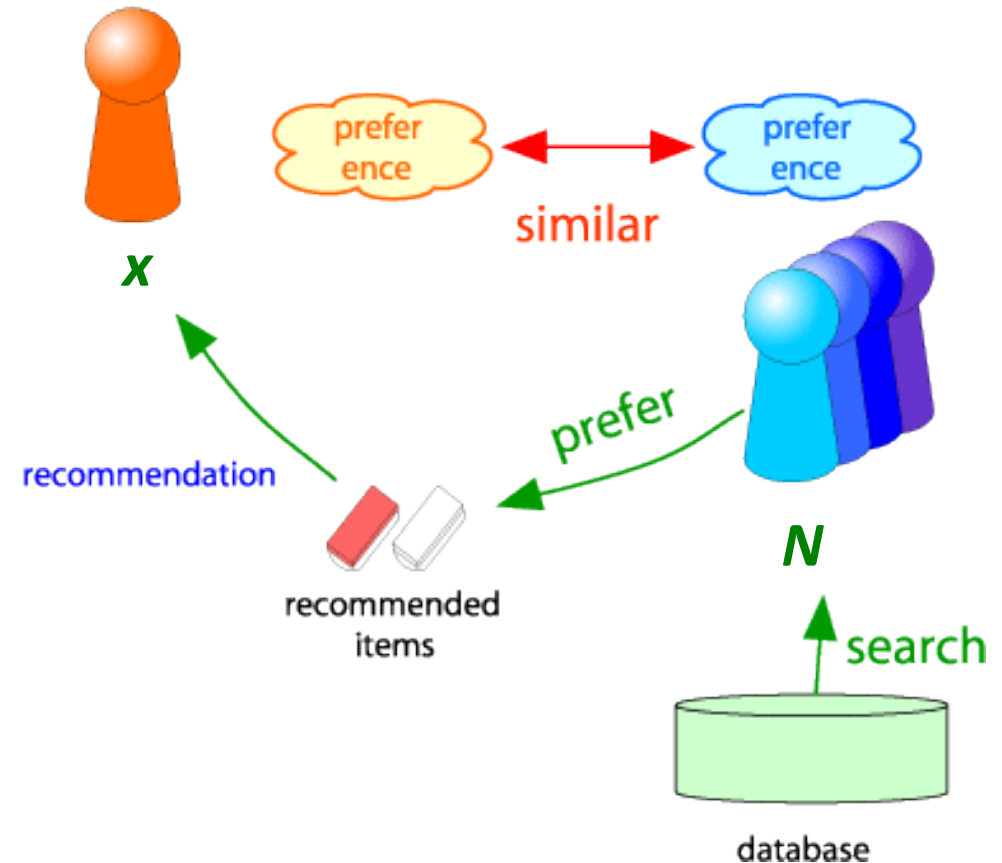 prefer
ence
prefer
ence
similar
x
prefer
recommendation
N
recommended
items
search
database